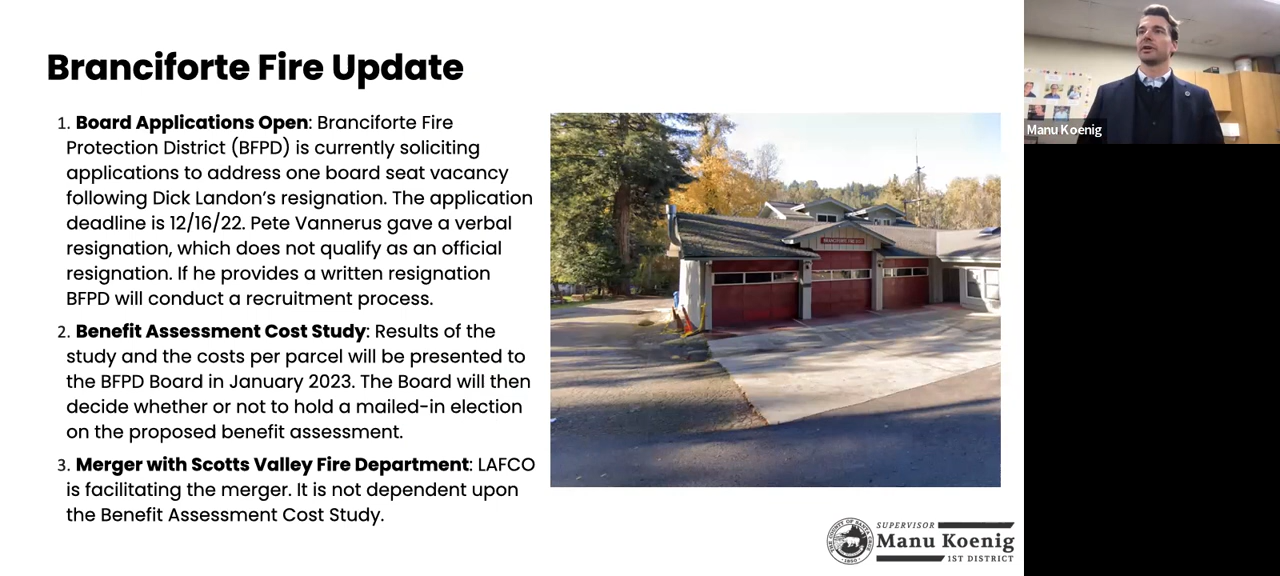 Branciforte Fire Update
1. Board Applications Open: Branciforte Fire
Protection District (BFPD) is currently soliciting
applications to address one board seat vacancy
following Dick Landon's resignation. The application
deadline is 12/16/22. Pete Vannerus gave a verbal
resignation, which does not qualify as an official
resignation. If he provides a written resignation
BFPD will conduct a recruitment process.
2. Benefit Assessment Cost Study: Results of the
study and the costs per parcel will be presented to
the BFPD Board in January 2023. The Board will then
decide whether or not to hold a mailed-in election
on the proposed benefit assessment.
3. Merger with Scotts Valley Fire Department: LAFCO
is facilitating the merger. It is not dependent upon
the Benefit Assessment Cost Study.
SUPERVISOR
Manu Koenig
1ST DISTRICT
Manu Koenig